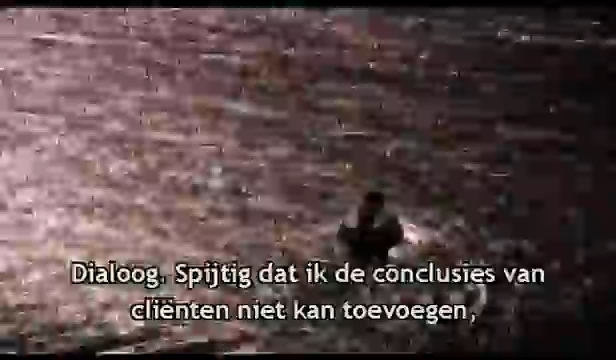 Dialoog. Spijtig dat ik de conclusies van
cliënten niet kan toevoegen,